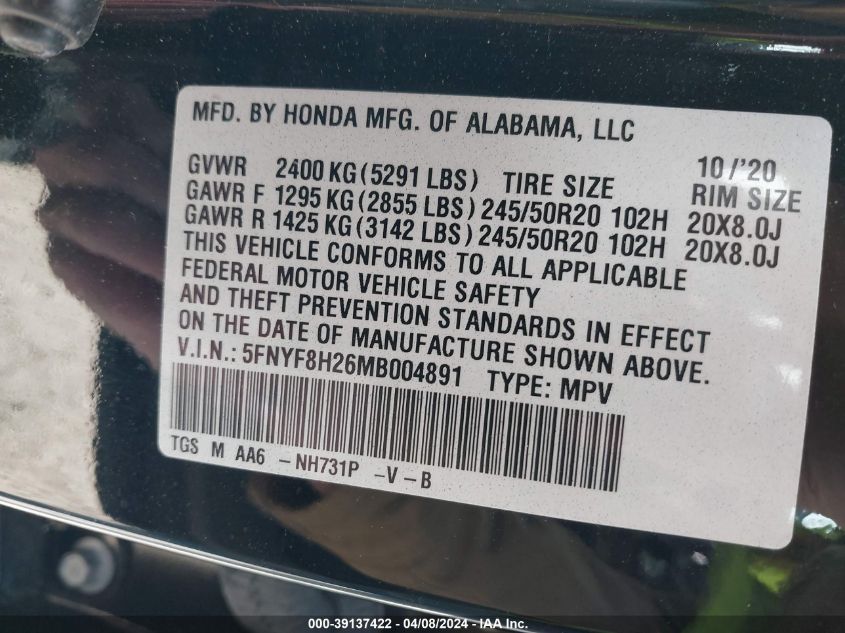 MFD. BY HONDA MFG. OF ALABAMA, LLC
10/'20
GVWR 2400 KG (5291 LBS) TIRE SIZE RIM SIZE
GAWR F 1295 KG (2855 LBS) 245/50R20 102H 20X8.0J
GAWR R 1425 KG (3142 LBS) 245/50R20 102H 20X8.0J
THIS VEHICLE CONFORMS TO ALL APPLICABLE
FEDERAL MOTOR VEHICLE SAFETY
AND THEFT PREVENTION STANDARDS IN EFFECT
ON THE DATE OF MANUFACTURE SHOWN ABOVE.
V.I.N.: 5FNYF8H26MB004891 TYPE: MPV
TGS M AA6 -NH731P -V -B
000-39137422 - 04/08/2024 - IAAI.COM